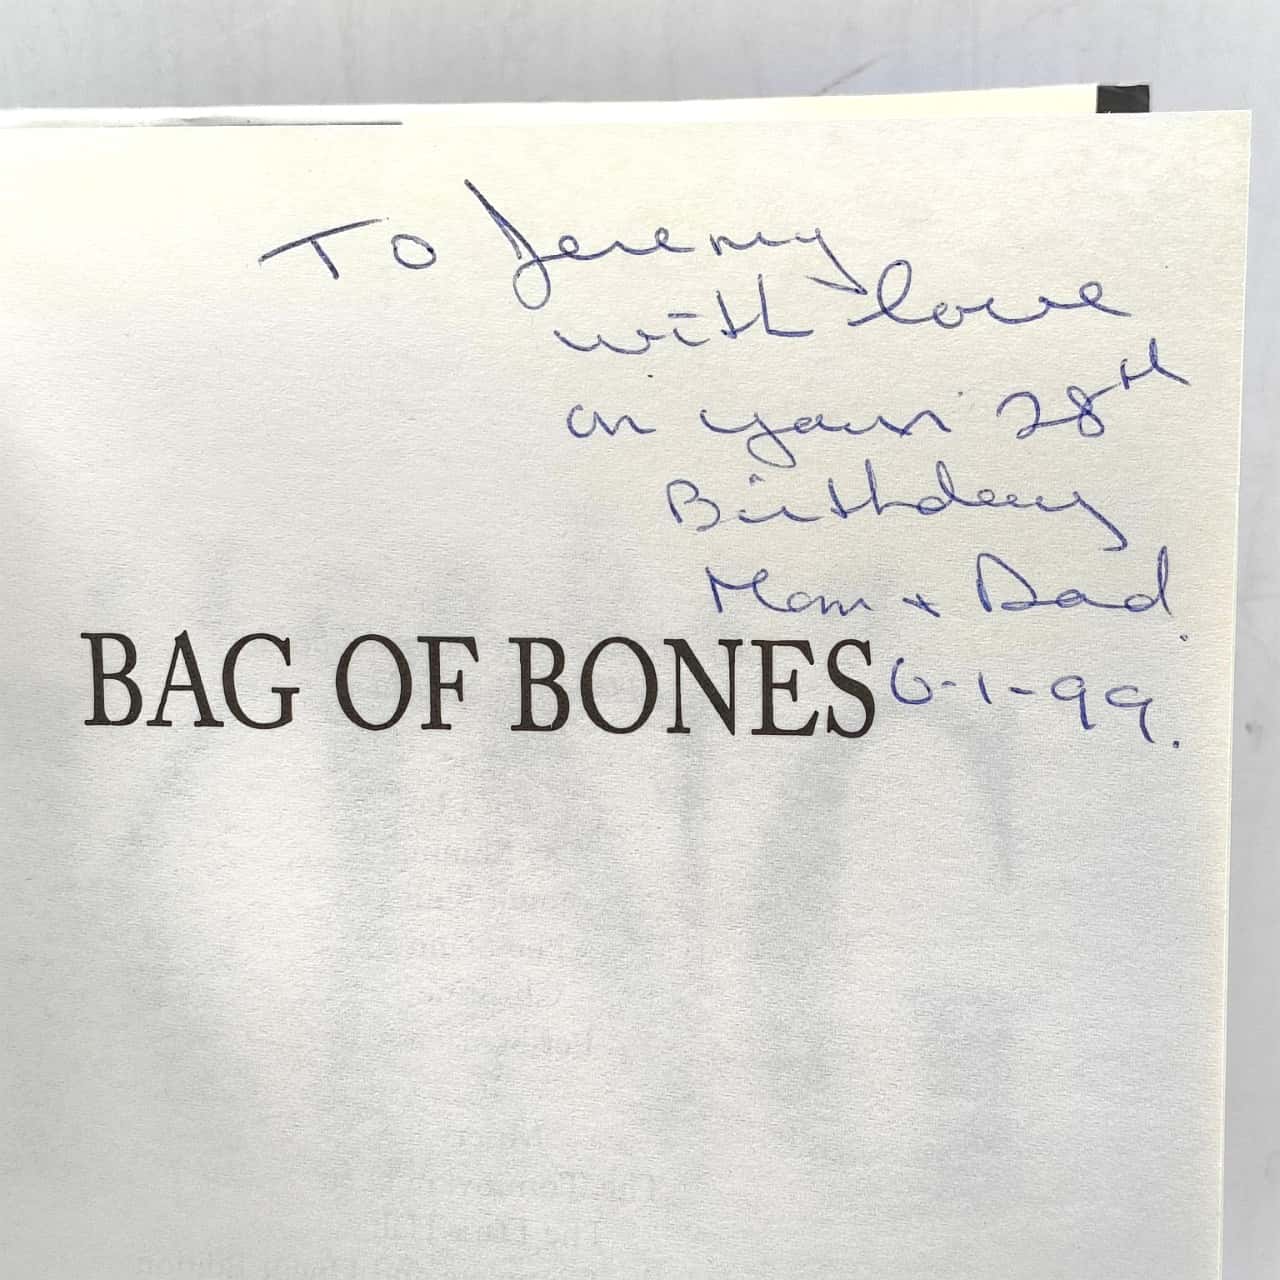 To Jeremy
with love
on your 28th
Birthday
Mom + Dad.
BAG OF BONES
6-1-99.